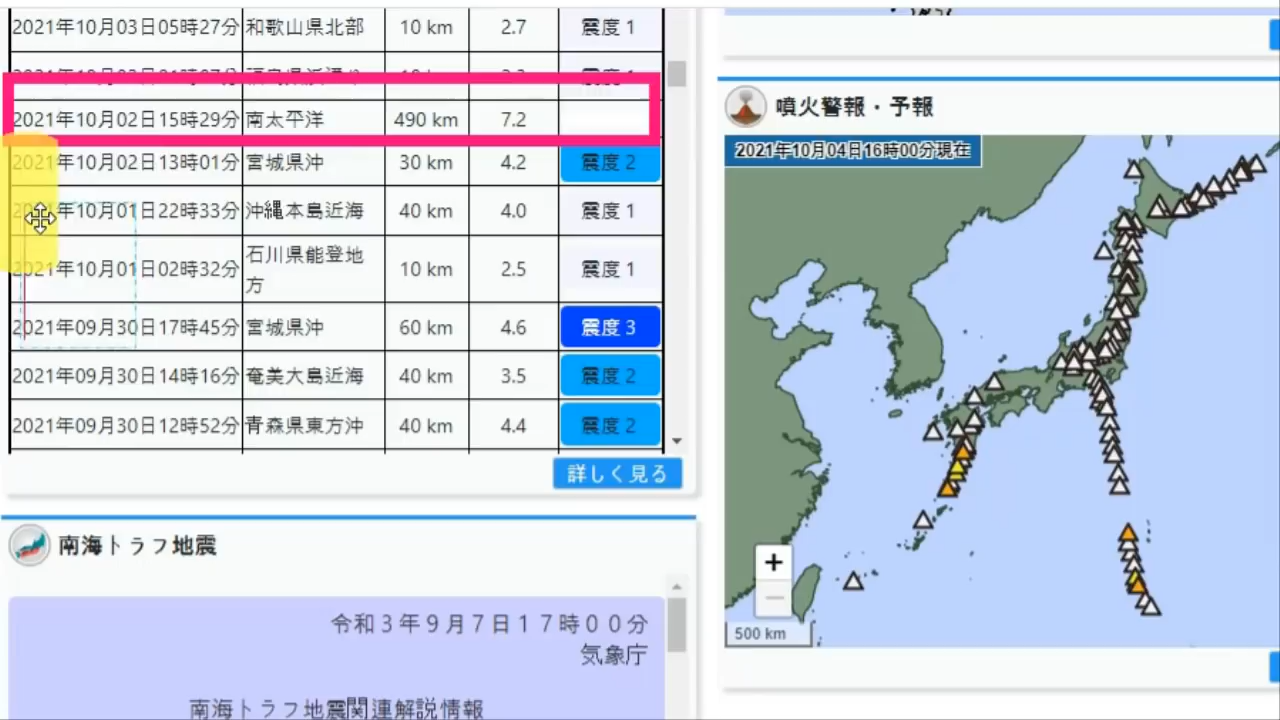 2021年10月03日05時27分 和歌山県北部 10 km 2.7 震度 1
2021年10月02日15時29分 南太平洋 490 km 7.2
2021年10月02日13時01分 宮城県沖 30 km 4.2 震度 2
2021年10月01日22時33分 沖縄本島近海 40 km 4.0 震度 1
2021年10月01日02時32分 石川県能登地 10 km 2.5 震度 1
方
2021年09月30日17時45分 宮城県沖 60 km 4.6 震度 3
2021年09月30日14時16分 奄美大島近海 40 km 3.5 震度 2
2021年09月30日12時52分 青森県東方沖 40 km 4.4 震度 2
詳しく見る
南海トラフ地震
令和３年９月７日１７時００分
気象庁
南海トラフ地震関連解説情報
噴火警報・予報
2021年10月04日16時00分現在
+
−
500 km